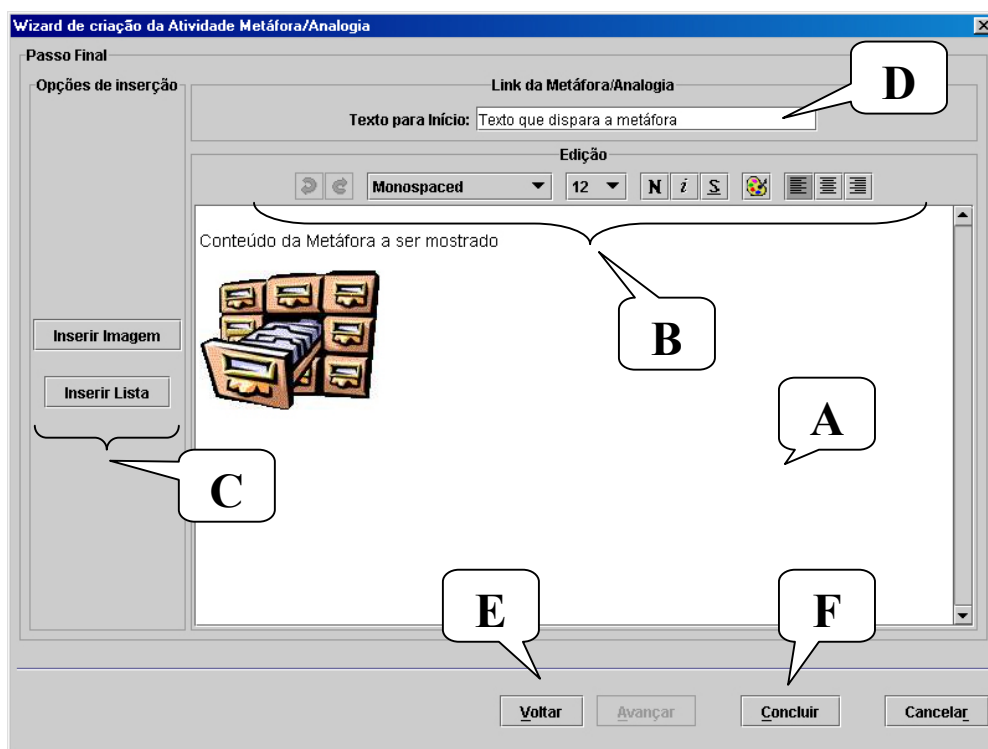 Wizard de criação da Atividade Metáfora/Analogia
Passo Final
Opções de inserção
Link da Metáfora/Analogia
D
Texto para Início: Texto que dispara a metáfora
Edição
Monospaced 12 N i S
Conteúdo da Metáfora a ser mostrado
B
Inserir Imagem
Inserir Lista
A
C
E
F
Voltar Avançar Concluir Cancelar